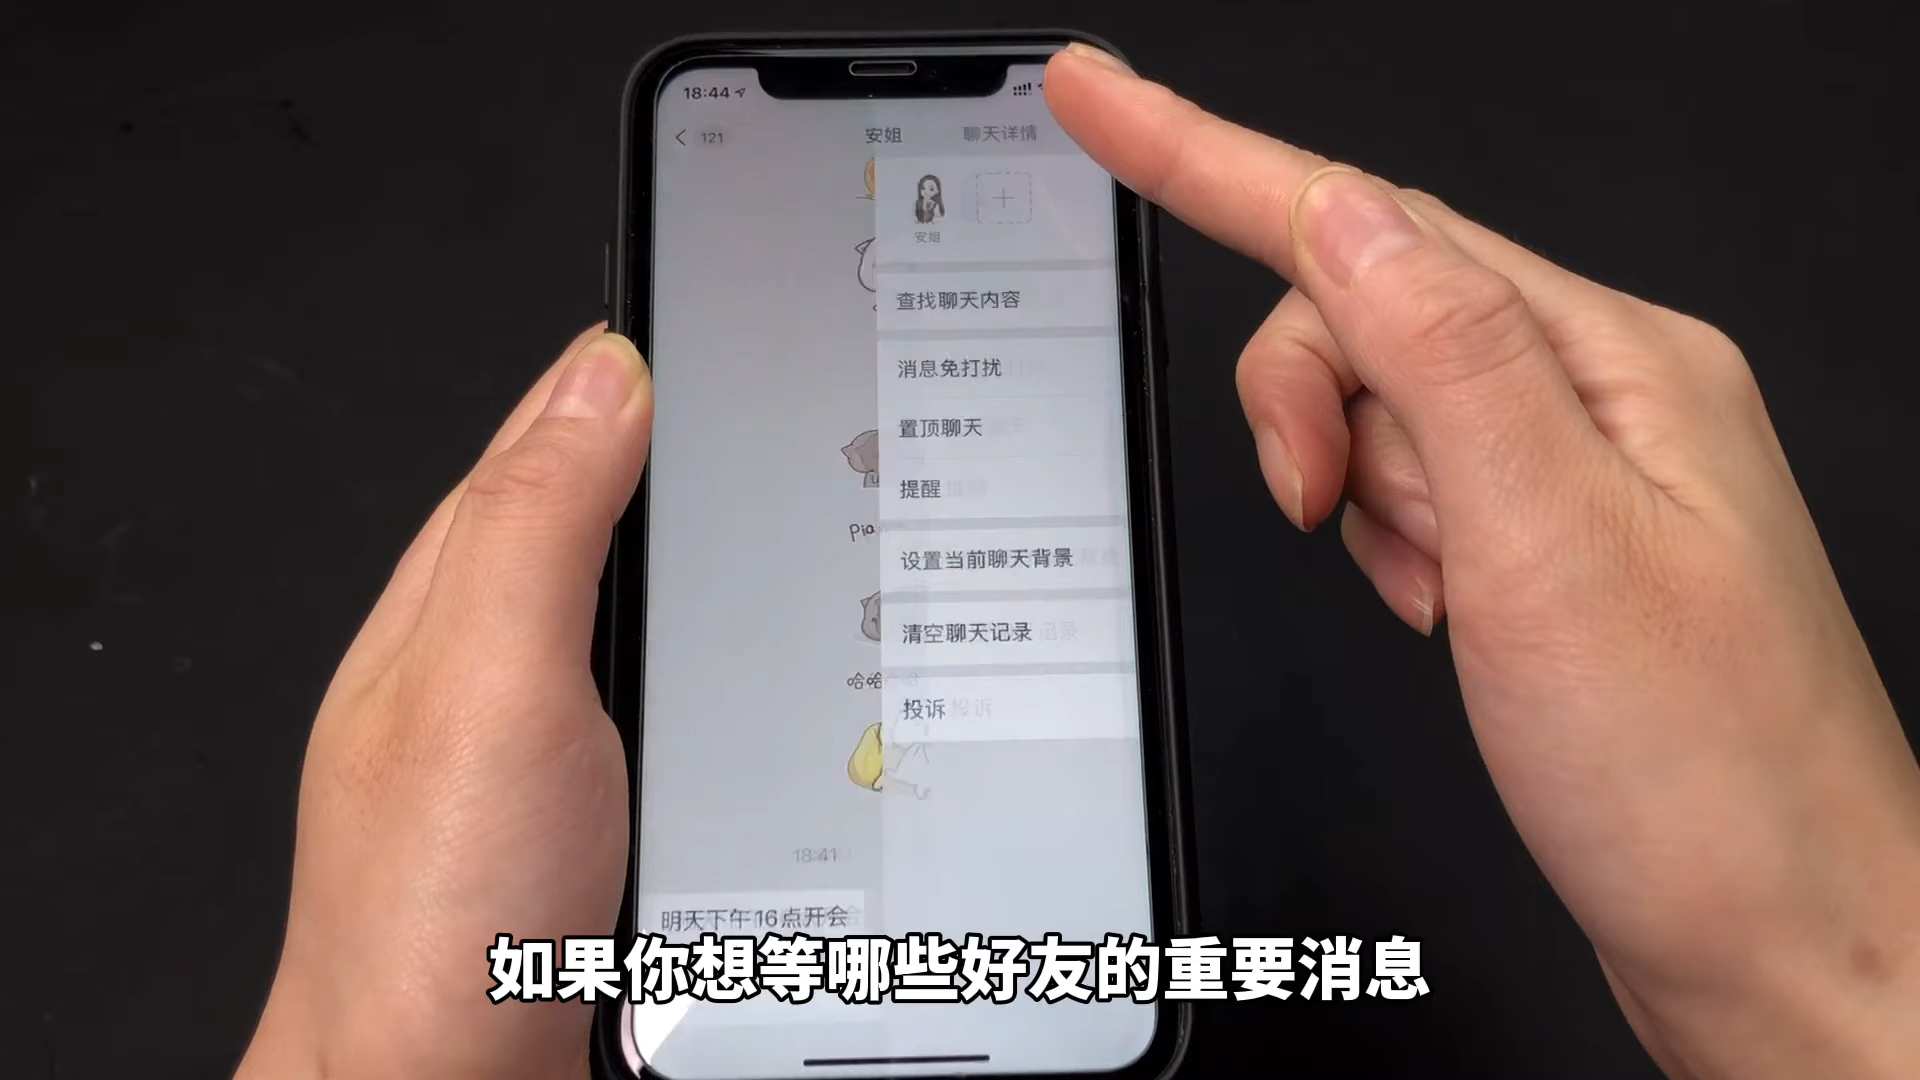 18:44
121
安姐
聊天详情
安姐
查找聊天内容
消息免打扰
置顶聊天
提醒
Pia
设置当前聊天背景
清空聊天记录
哈哈
投诉
18:41
明天下午16点开会
如果你想等哪些好友的重要消息